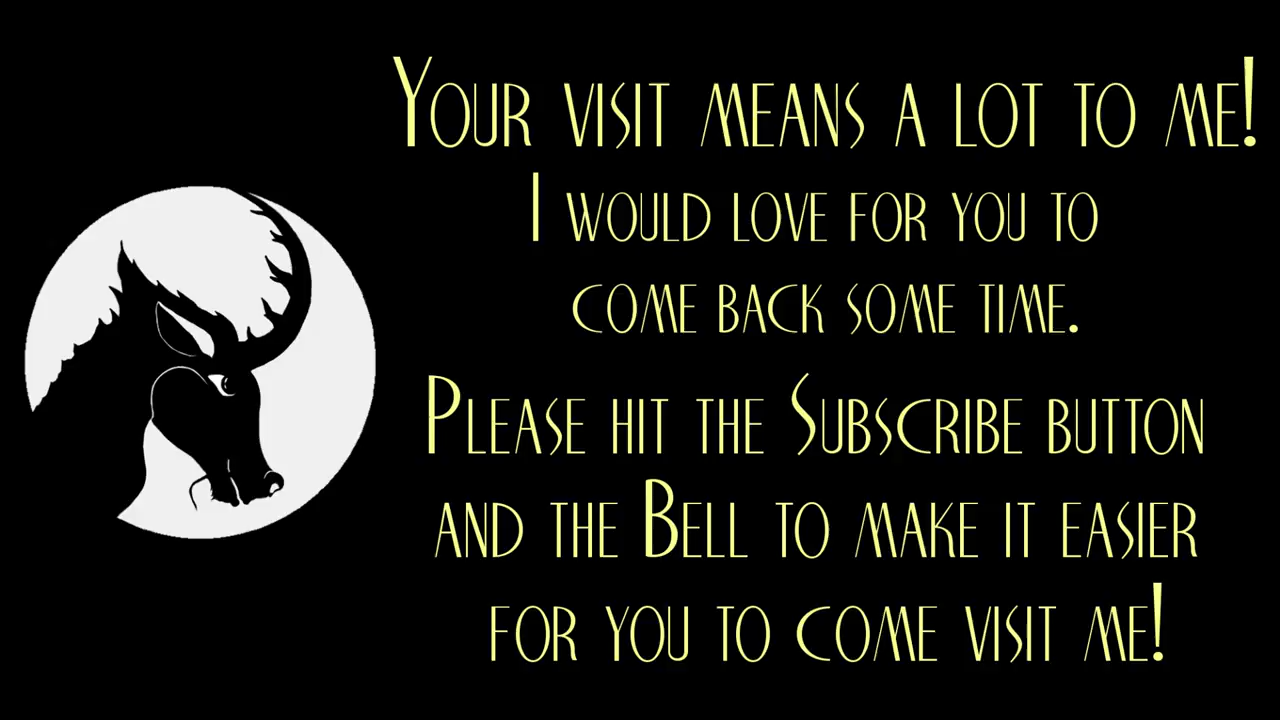 Your visit means a lot to me!
I would love for you to
come back some time.
Please hit the Subscribe button
and the Bell to make it easier
for you to come visit me!